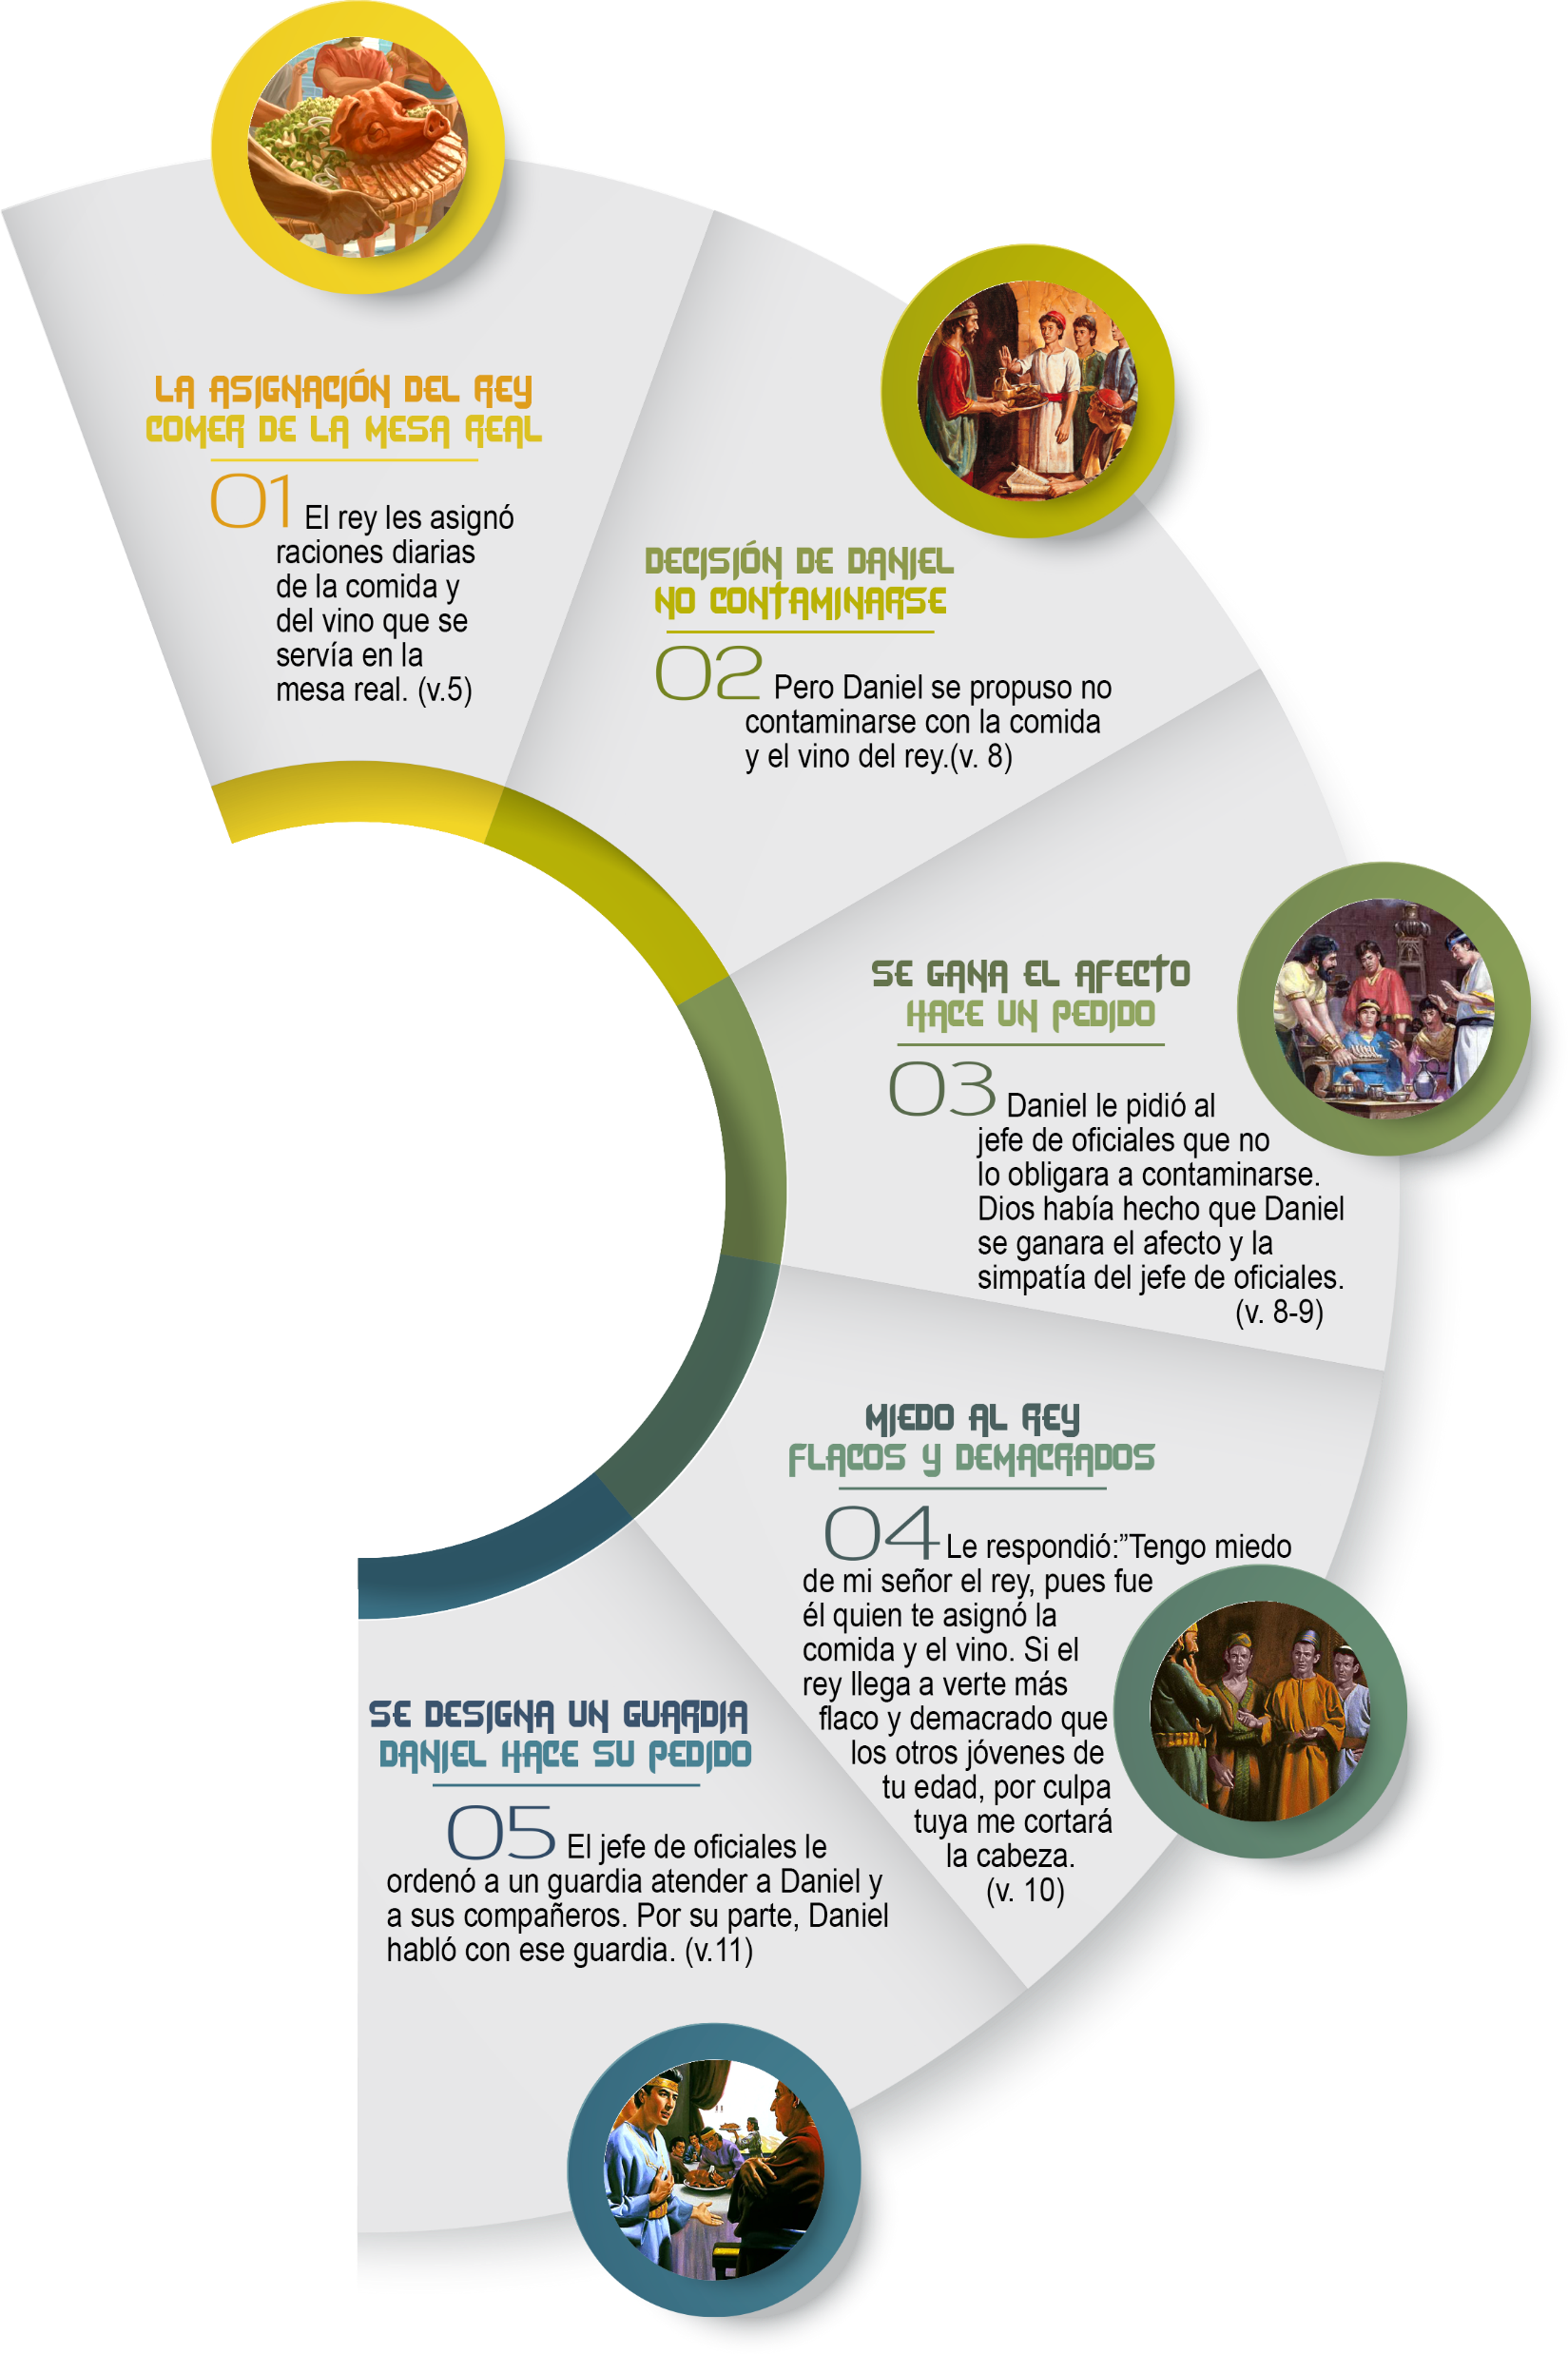 LA ASIGNACIÓN DEL REY
COMER DE LA MESA REAL
01 El rey les asignó
raciones diarias
de la comida y
del vino que se
servía en la
mesa real. (v.5)
DECISIÓN DE DANIEL
NO CONTAMINARSE
02 Pero Daniel se propuso no
contaminarse con la comida
y el vino del rey.(v. 8)
SE GANA EL AFECTO
HACE UN PEDIDO
03 Daniel le pidió al
jefe de oficiales que no
lo obligara a contaminarse.
Dios había hecho que Daniel
se ganara el afecto y la
simpatía del jefe de oficiales.
(v. 8-9)
MIEDO AL REY
FLACOS Y DEMACRADOS
04 Le respondió:”Tengo miedo
de mi señor el rey, pues fue
él quien te asignó la
comida y el vino. Si el
rey llega a verte más
flaco y demacrado que
los otros jóvenes de
tu edad, por culpa
tuya me cortará
la cabeza.
(v. 10)
SE DESIGNA UN GUARDIA
DANIEL HACE SU PEDIDO
05 El jefe de oficiales le
ordenó a un guardia atender a Daniel y
a sus compañeros. Por su parte, Daniel
habló con ese guardia. (v.11)